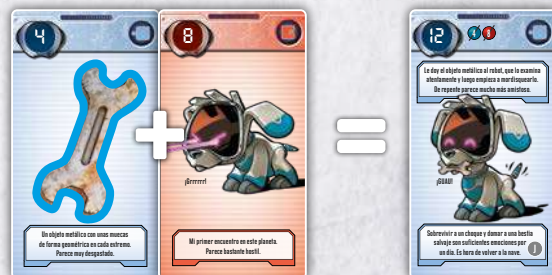 4
8
12
4 8
¡Grrrrrr!
Un objeto metálico con unas muecas
de forma geométrica en cada extremo.
Parece muy desgastado.
Mi primer encuentro en este planeta.
Parece bastante hostil.
Le doy el objeto metálico al robot, que lo examina
atentamente y luego empieza a mordisquearlo.
De repente parece mucho más amistoso.
¡GUAU!
Sobrevivir a un choque y domar a una bestia
salvaje son suficientes emociones por
un día. Es hora de volver a la nave.
J